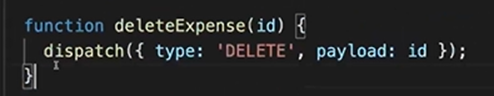 function deleteExpense(id) {
dispatch({ type: 'DELETE', payload: id });
}